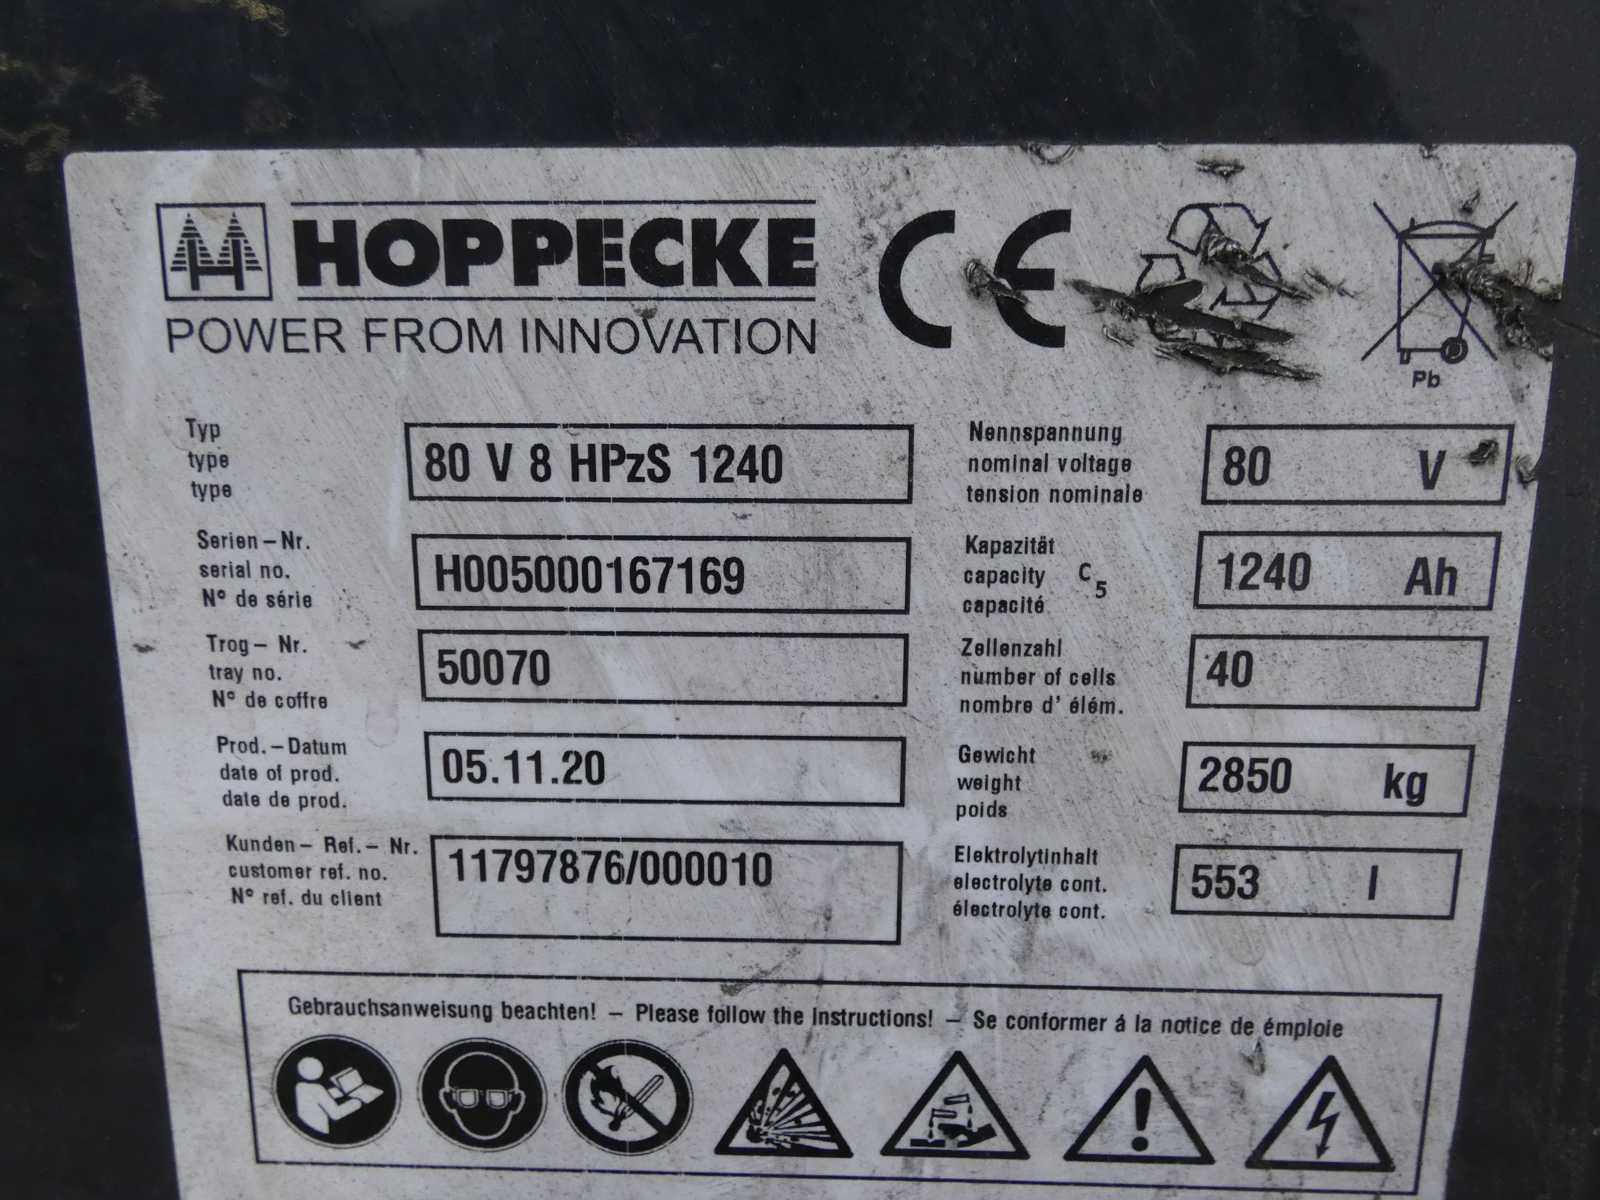 HOPPECKE
POWER FROM INNOVATION
CE
Pb
Typ
type
type
80 V 8 HPzS 1240
Serien-Nr.
serial no.
N° de série
H005000167169
Trog- Nr.
tray no.
N° de coffre
50070
Prod.-Datum
date of prod.
date de prod.
05.11.20
Kunden- Ref.- Nr.
customer ref. no.
N° ref. du client
11797876/000010
Nennspannung
nominal voltage
tension nominale
80 V
Kapazität
capacity C5
capacité
1240 Ah
Zellenzahl
number of cells
nombre d' élém.
40
Gewicht
weight
poids
2850 kg
Elektrolytinhalt
electrolyte cont.
électrolyte cont.
553 l
Gebrauchsanweisung beachten! - Please follow the Instructions! - Se conformer á la notice de émploie